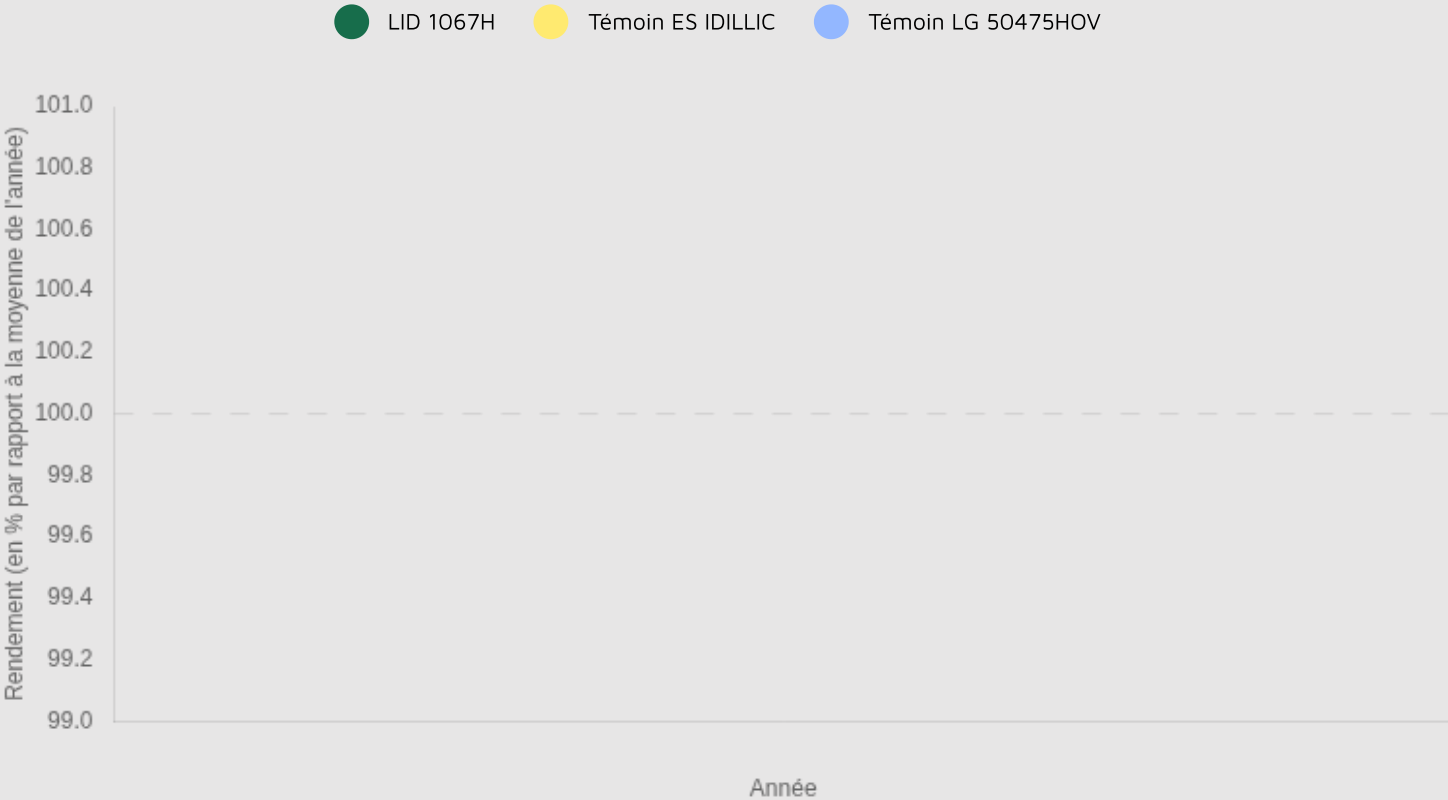 LID 1067H
Témoin ES IDILLIC
Témoin LG 50475HOV
Rendement (en % par rapport à la moyenne de l'année)
101.0
100.8
100.6
100.4
100.2
100.0
99.8
99.6
99.4
99.2
99.0
Année